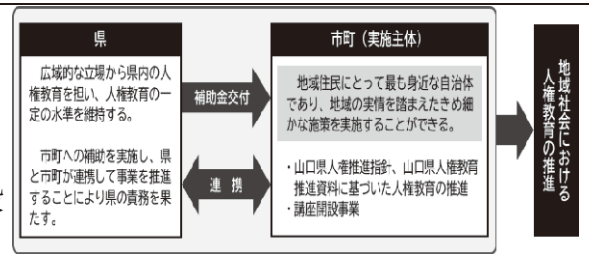 県
広域的な立場から県内の人
権教育を担い、人権教育の一
定の水準を維持する。
市町への補助を実施し、県
と市町が連携して事業を推進
することにより県の責務を果
たす。
補助金交付
連 携
市町（実施主体）
地域住民にとって最も身近な自治体
であり、地域の実情を踏まえたきめ細
かな施策を実施することができる。
・山口県人権推進指針、山口県人権教育
推進資料に基づいた人権教育の推進
・講座開設事業
地域社会における
人権教育の推進